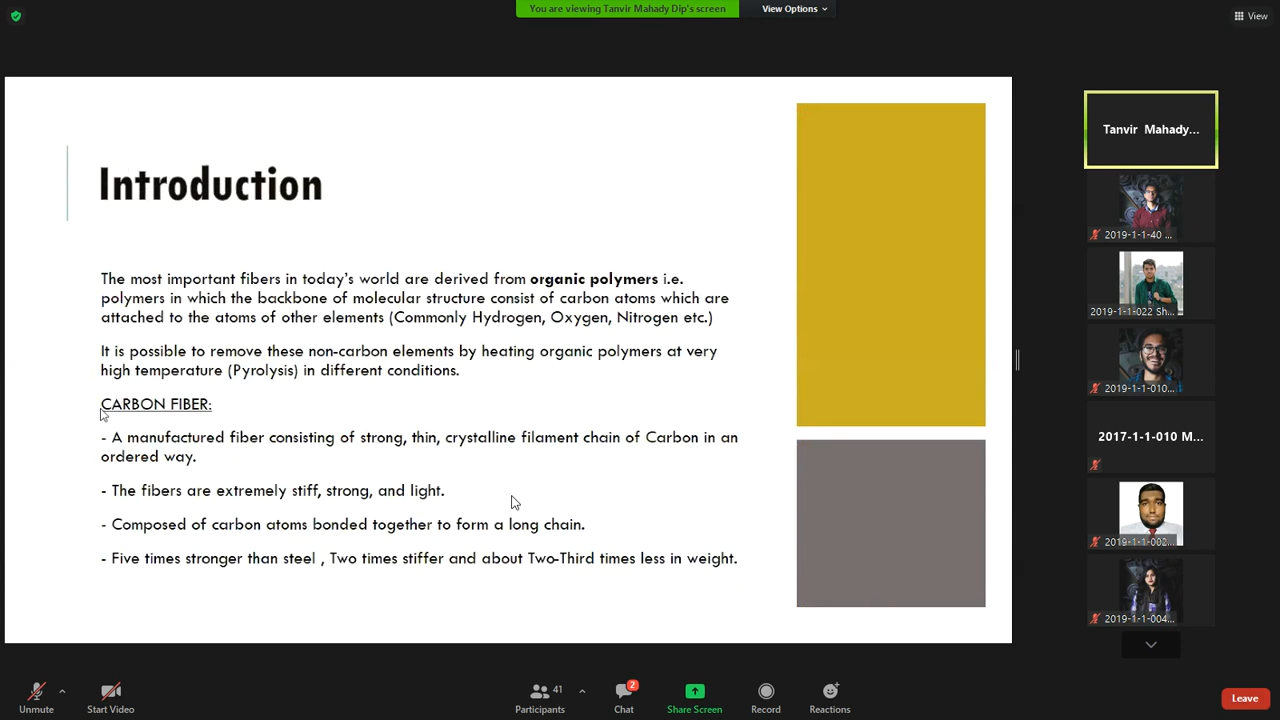 You are viewing Tanvir Mahady Dip's screen
View Options
View
Introduction
The most important fibers in today's world are derived from organic polymers i.e.
polymers in which the backbone of molecular structure consist of carbon atoms which are
attached to the atoms of other elements (Commonly Hydrogen, Oxygen, Nitrogen etc.)
It is possible to remove these non-carbon elements by heating organic polymers at very
high temperature (Pyrolysis) in different conditions.
CARBON FIBER:
- A manufactured fiber consisting of strong, thin, crystalline filament chain of Carbon in an
ordered way.
- The fibers are extremely stiff, strong, and light.
- Composed of carbon atoms bonded together to form a long chain.
- Five times stronger than steel , Two times stiffer and about Two-Third times less in weight.
Tanvir Mahady...
2019-1-1-40 ...
2019-1-1-022 Sh...
2019-1-1-010...
2017-1-1-010 M...
2019-1-1-002...
2019-1-1-004...
Unmute
Start Video
41
Participants
2
Chat
Share Screen
Record
Reactions
Leave